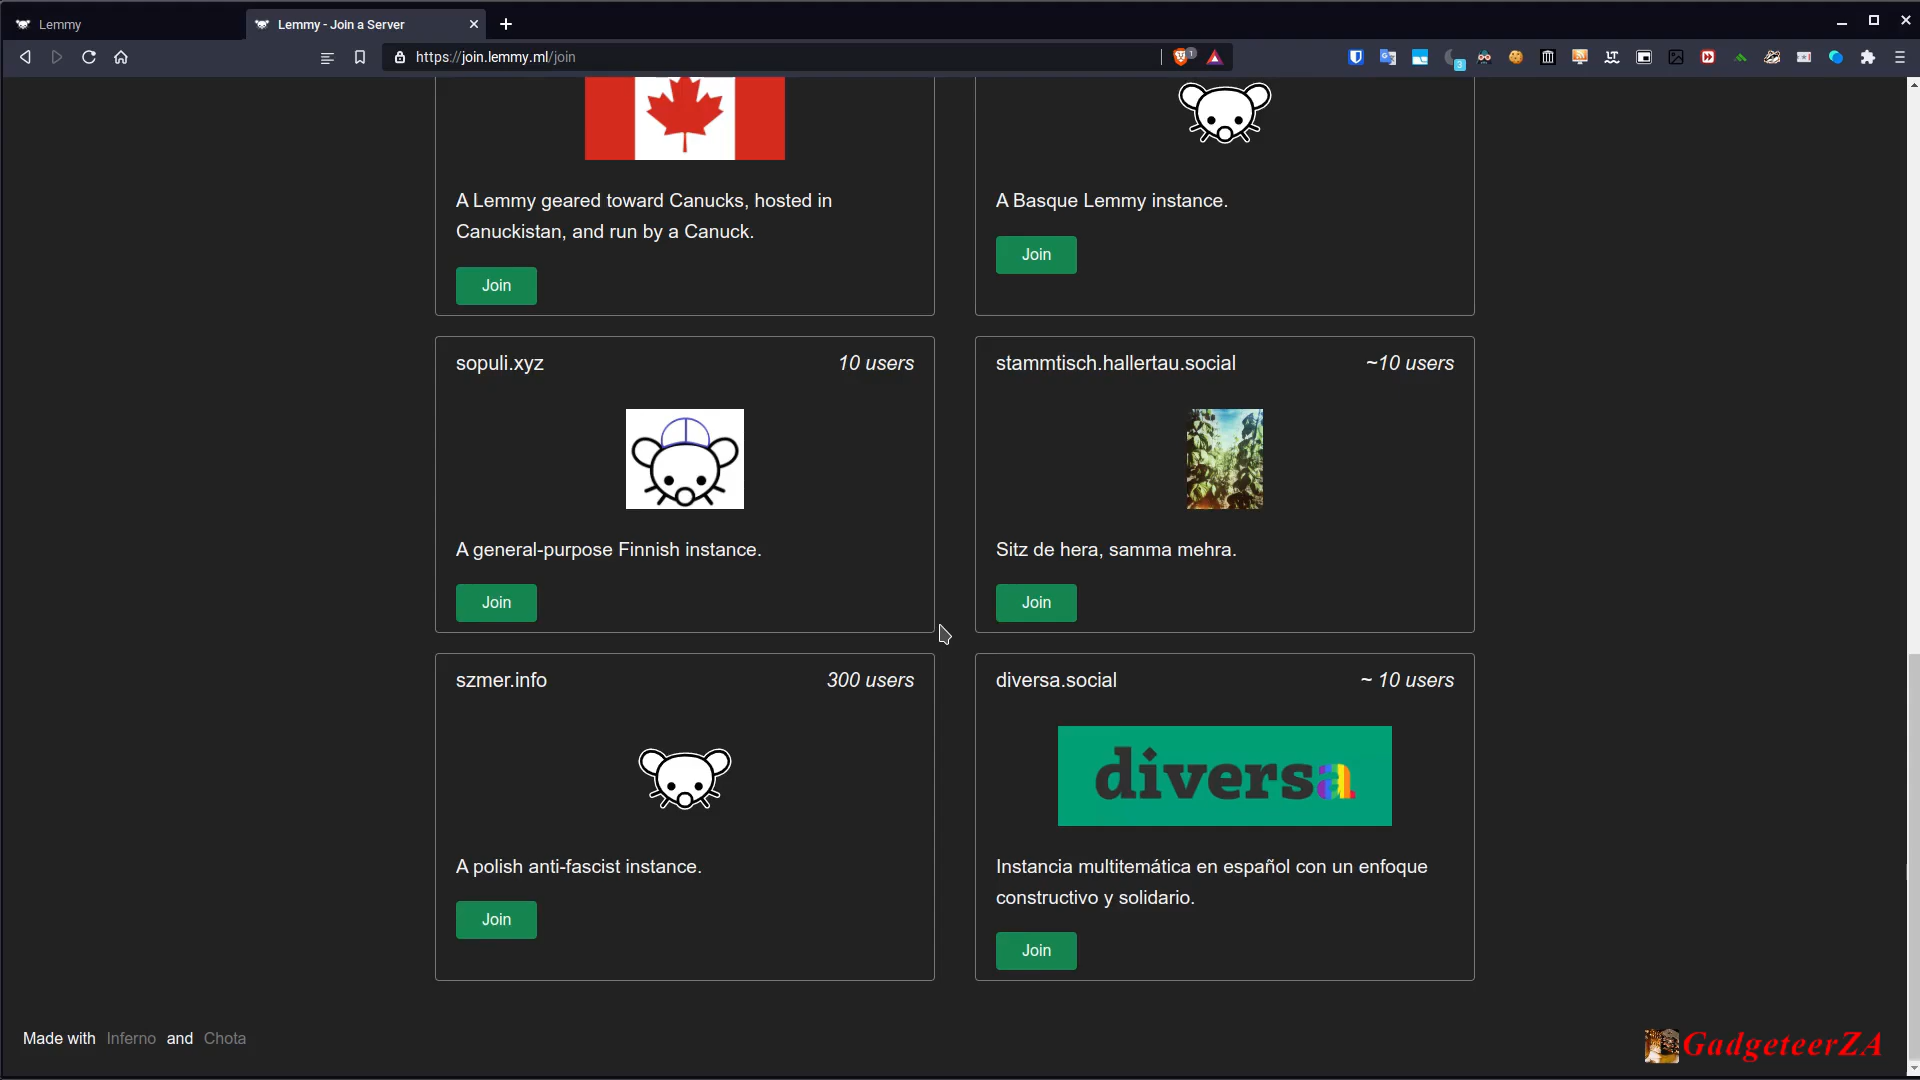 Lemmy
Lemmy - Join a Server
https://join.lemmy.ml/join
1
3
A Lemmy geared toward Canucks, hosted in
Canuckistan, and run by a Canuck.
Join
A Basque Lemmy instance.
Join
sopuli.xyz
10 users
A general-purpose Finnish instance.
Join
stammtisch.hallertau.social
~10 users
Sitz de hera, samma mehra.
Join
szmer.info
300 users
A polish anti-fascist instance.
Join
diversa.social
~ 10 users
diversa
Instancia multitemática en español con un enfoque
constructivo y solidario.
Join
Made with Inferno and Chota
GadgeteerZA